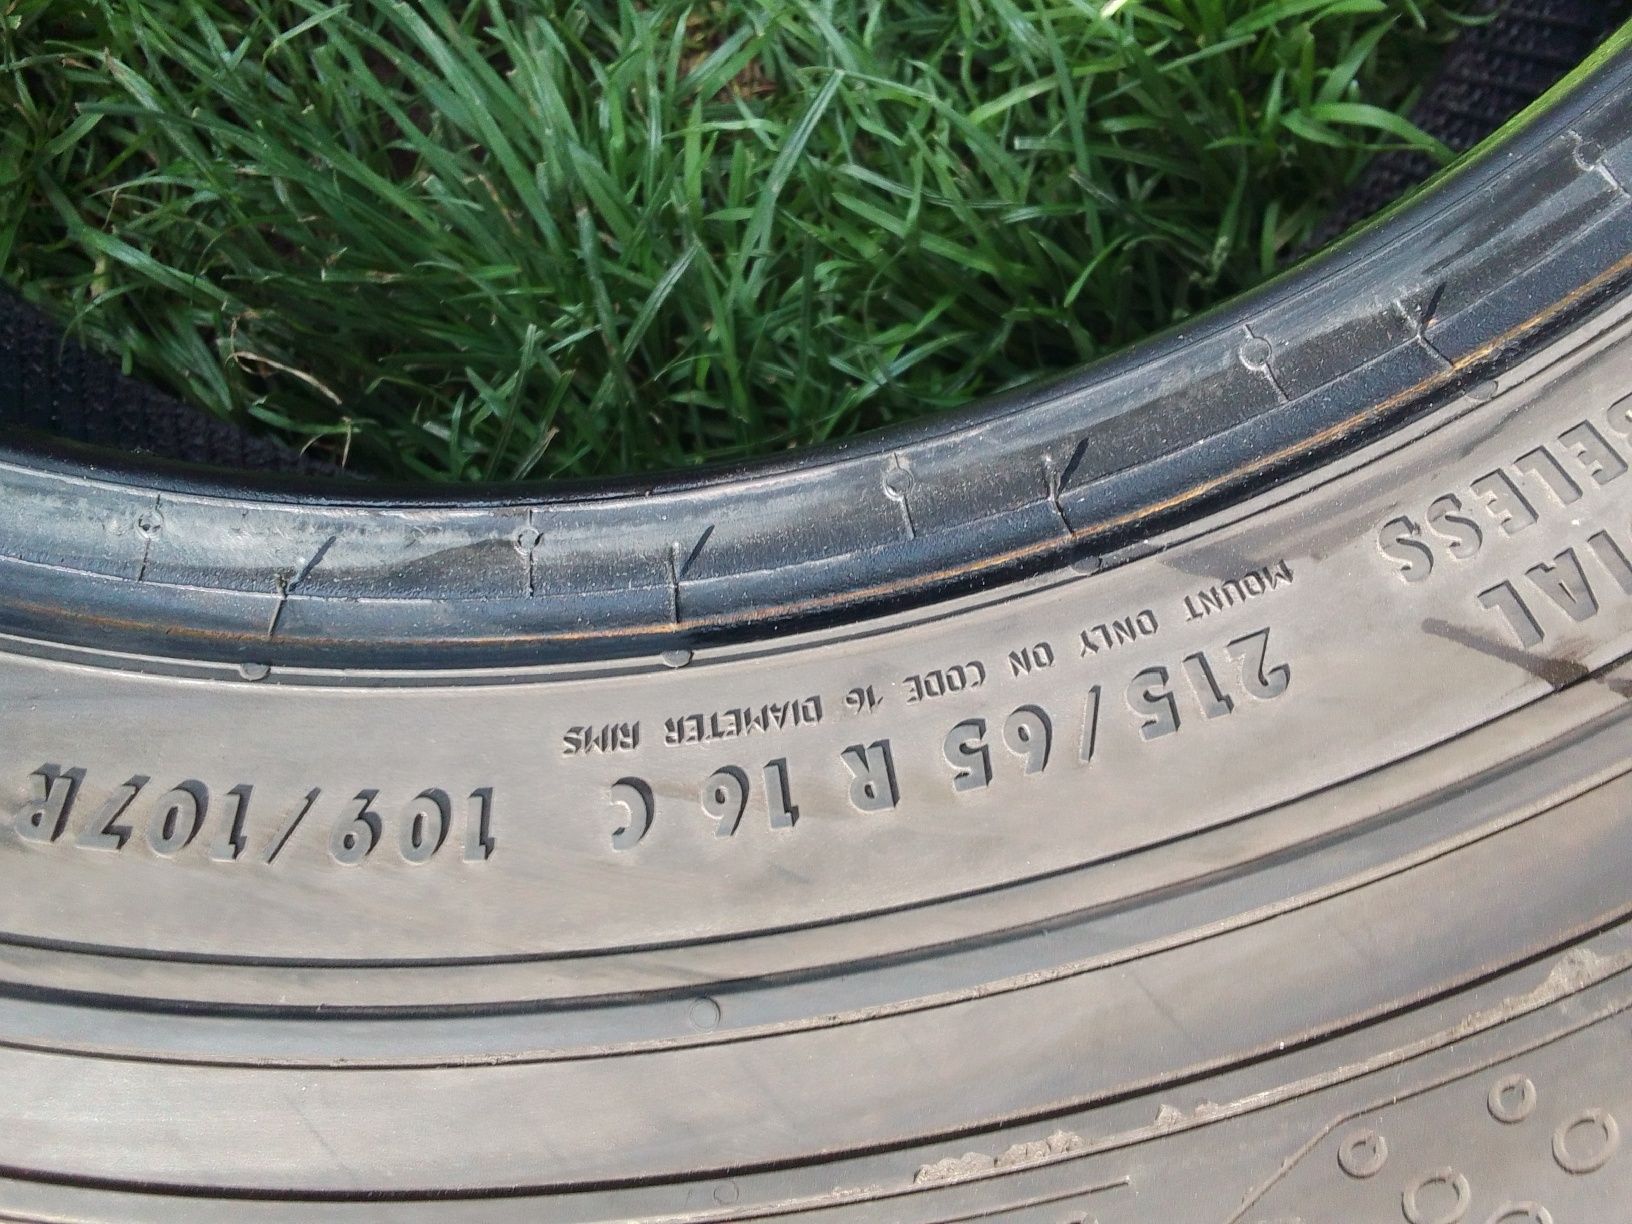 215/65 R 16 C 109/107R
MOUNT ONLY ON CODE 16 DIAMETER RIMS